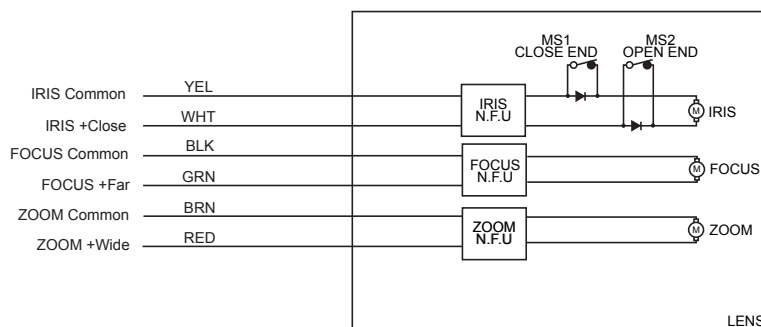 MS1
CLOSE END
MS2
OPEN END
IRIS Common
YEL
IRIS
N.F.U
M
IRIS
IRIS +Close
WHT
FOCUS Common
BLK
FOCUS
N.F.U
M
FOCUS
FOCUS +Far
GRN
ZOOM Common
BRN
ZOOM
N.F.U
M
ZOOM
ZOOM +Wide
RED
LENS